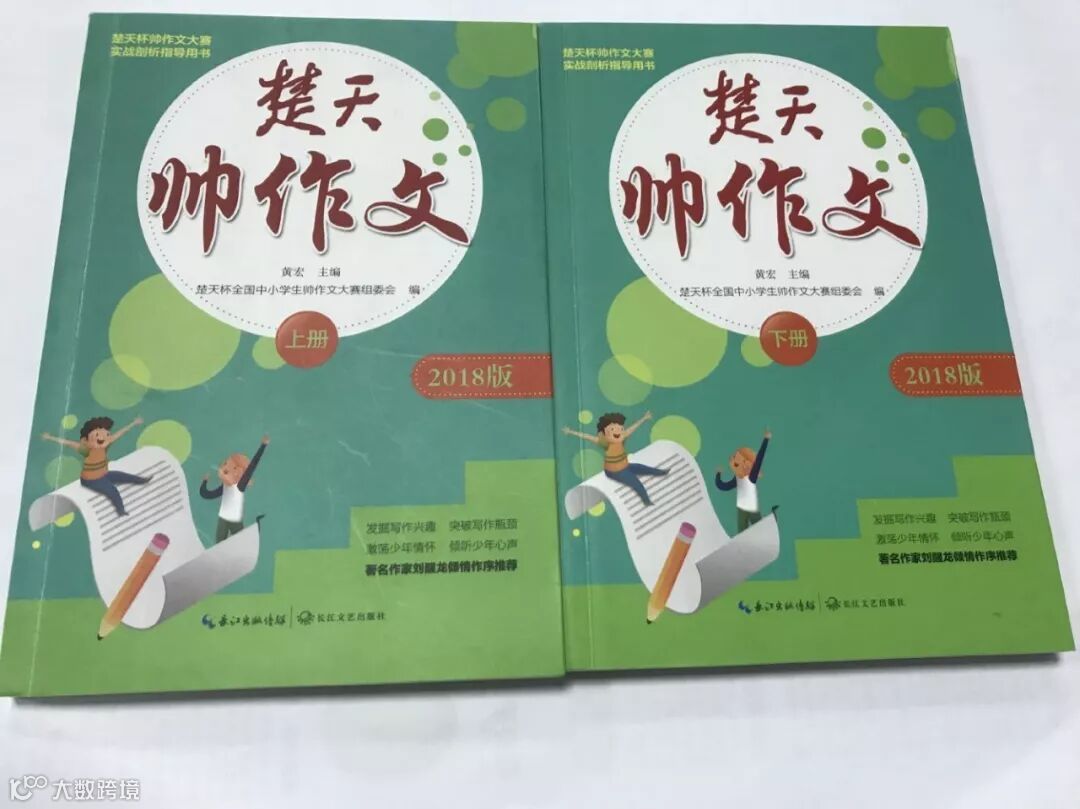 楚天杯帅作文大赛
实战剖析指导用书
楚天
帅作文
黄宏 主编
楚天杯全国中小学生帅作文大赛组委会 编
上册
2018版
发掘写作兴趣 突破写作瓶颈
激荡少年情怀 倾听少年心声
著名作家刘醒龙倾情作序推荐
长江出版传媒 长江文艺出版社
楚天杯帅作文大赛
实战剖析指导用书
楚天
帅作文
黄宏 主编
楚天杯全国中小学生帅作文大赛组委会 编
下册
2018版
发掘写作兴趣 突破写作瓶颈
激荡少年情怀 倾听少年心声
著名作家刘醒龙倾情作序推荐
长江出版传媒 长江文艺出版社
大数跨境